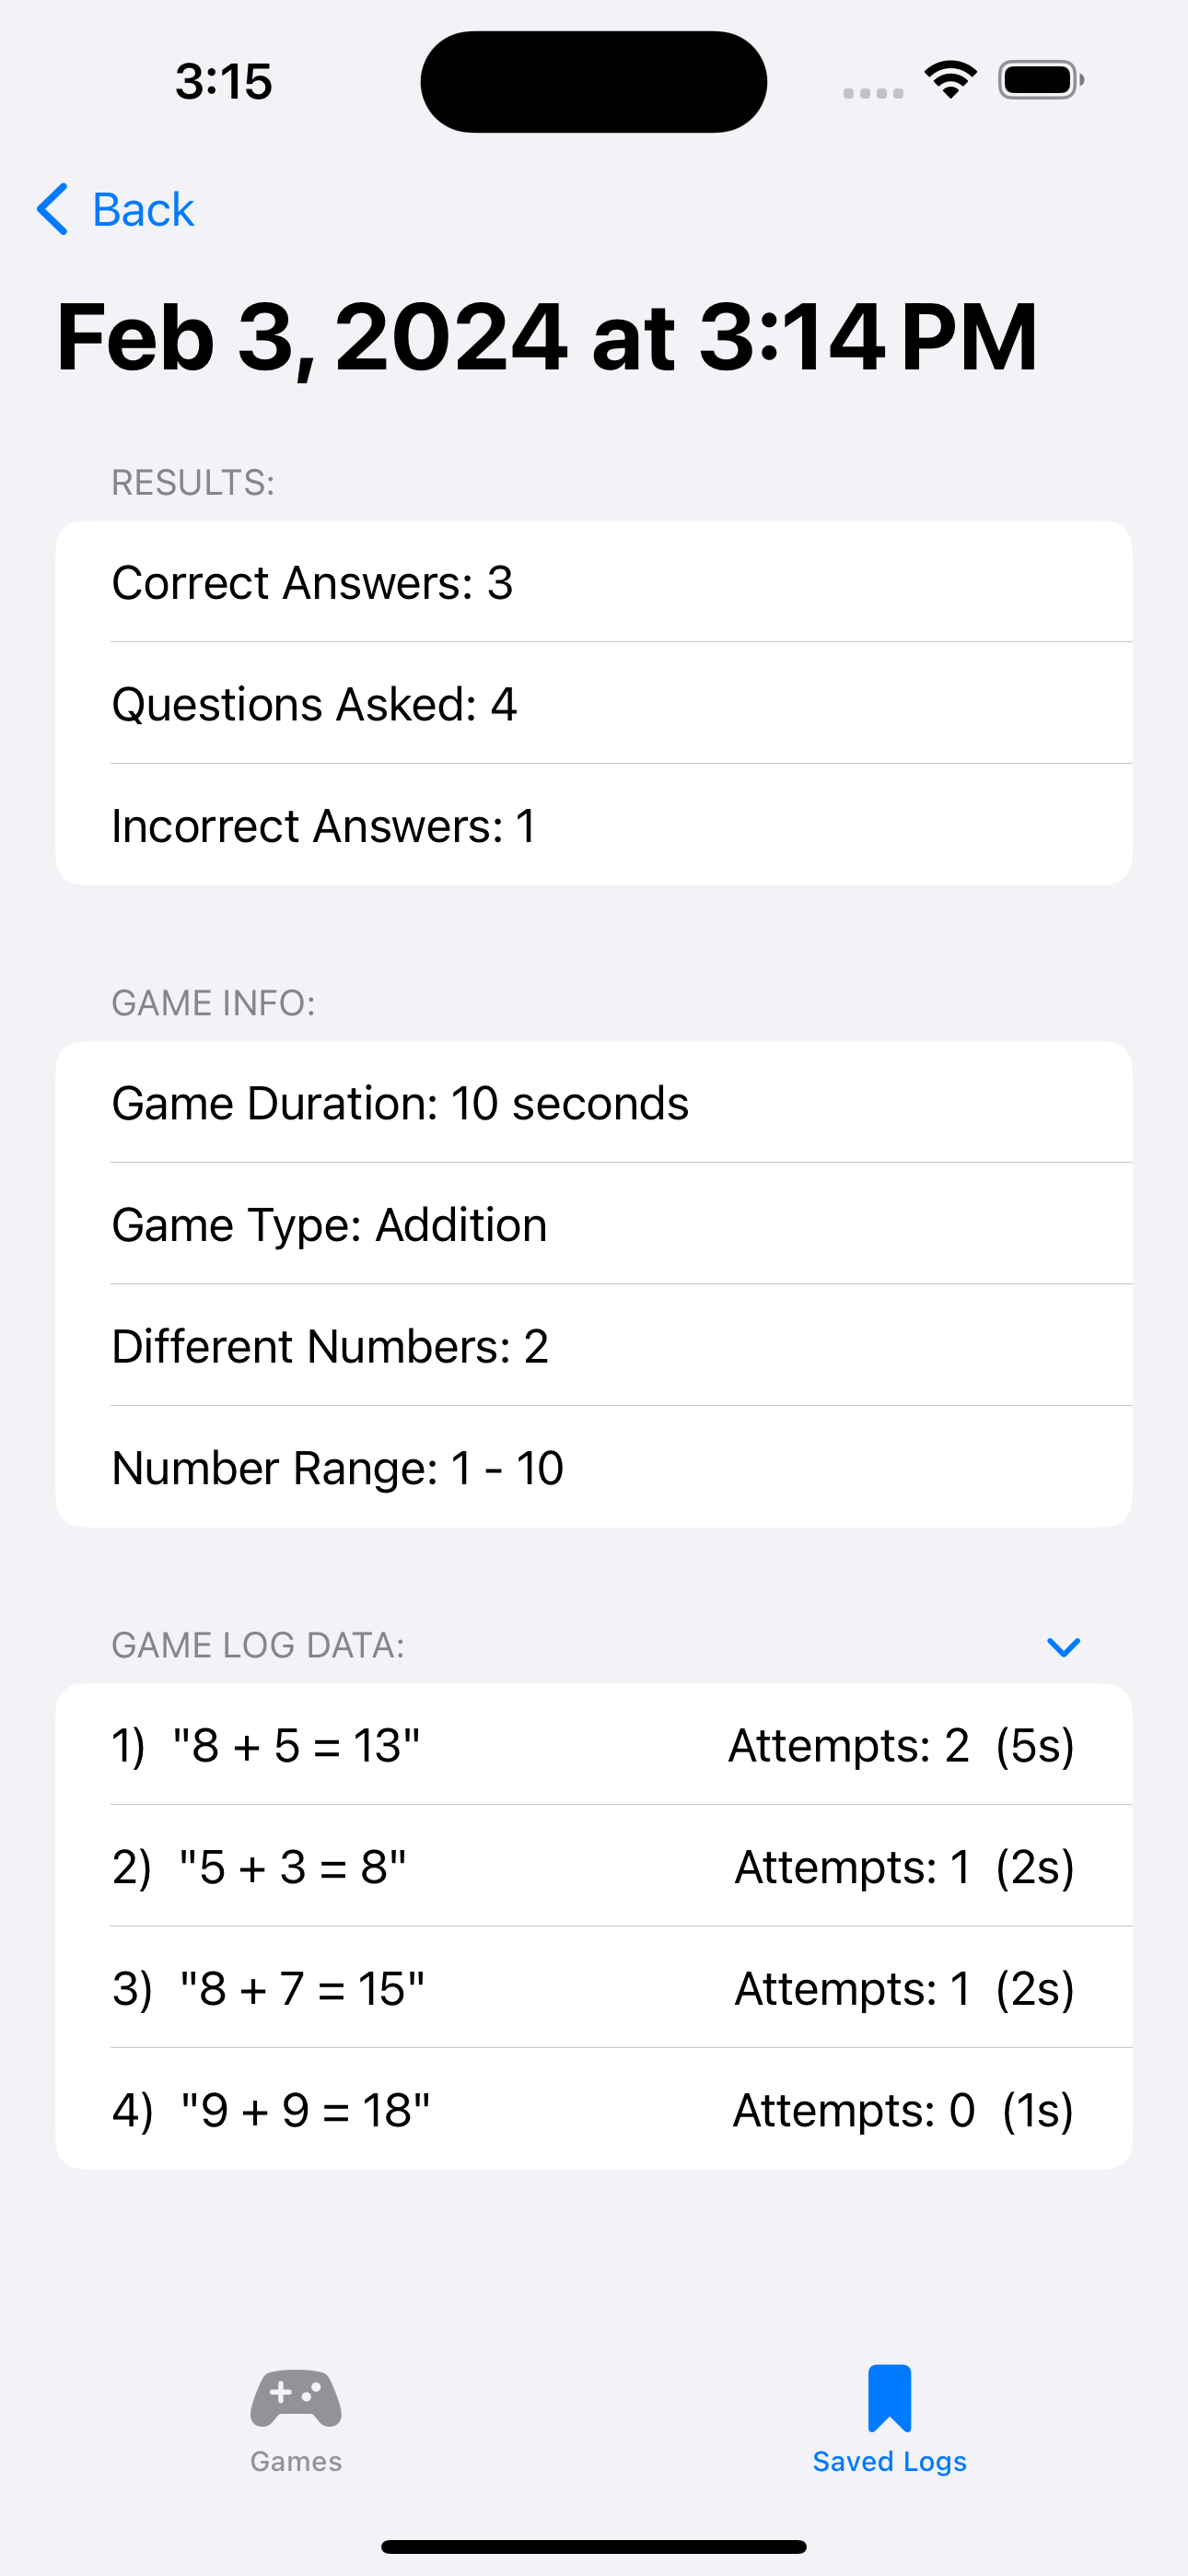 3:15
Back
Feb 3, 2024 at 3:14 PM
RESULTS:
Correct Answers: 3
Questions Asked: 4
Incorrect Answers: 1
GAME INFO:
Game Duration: 10 seconds
Game Type: Addition
Different Numbers: 2
Number Range: 1 - 10
GAME LOG DATA:
1) "8 + 5 = 13" Attempts: 2 (5s)
2) "5 + 3 = 8" Attempts: 1 (2s)
3) "8 + 7 = 15" Attempts: 1 (2s)
4) "9 + 9 = 18" Attempts: 0 (1s)
Games Saved Logs